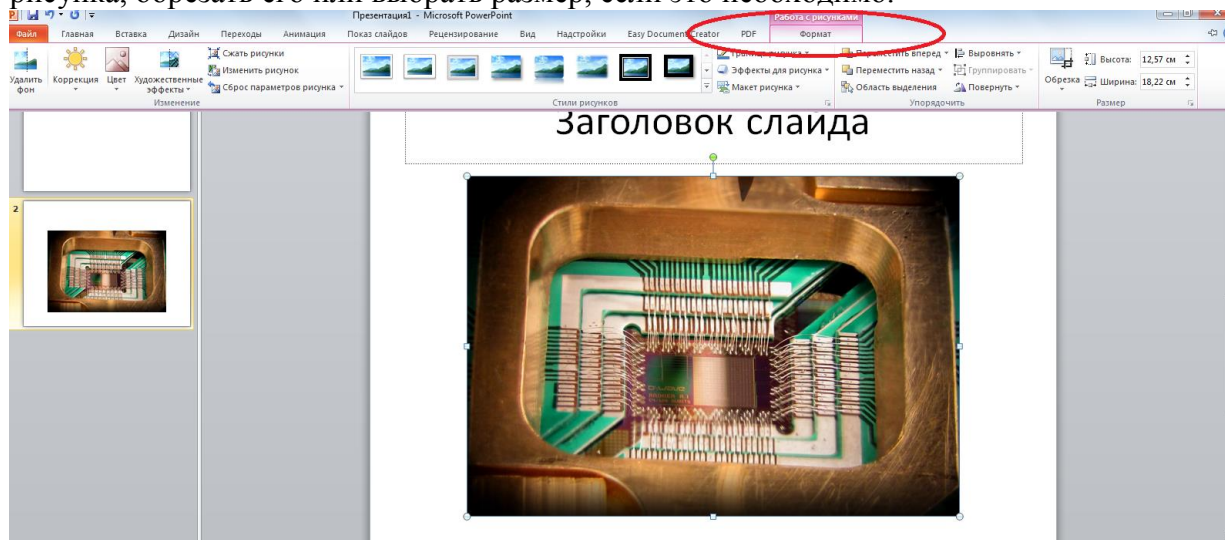 рисунка, обрезать его или выбрать размер, если это необходимо.
Презентация1 - Microsoft PowerPoint
Работа с рисунками
Файл Главная Вставка Дизайн Переходы Анимация Показ слайдов Рецензирование Вид Надстройки Easy Document Creator PDF Формат
Удалить фон
Коррекция
Цвет
Художественные эффекты
Сжать рисунки
Изменить рисунок
Сброс параметров рисунка
Изменение
Стили рисунков
Граница рисунка
Эффекты для рисунка
Макет рисунка
Переместить вперед
Переместить назад
Область выделения
Выровнять
Группировать
Повернуть
Упорядочить
Обрезка
Высота: 12,57 см
Ширина: 18,22 см
Размер
2
Заголовок слайда